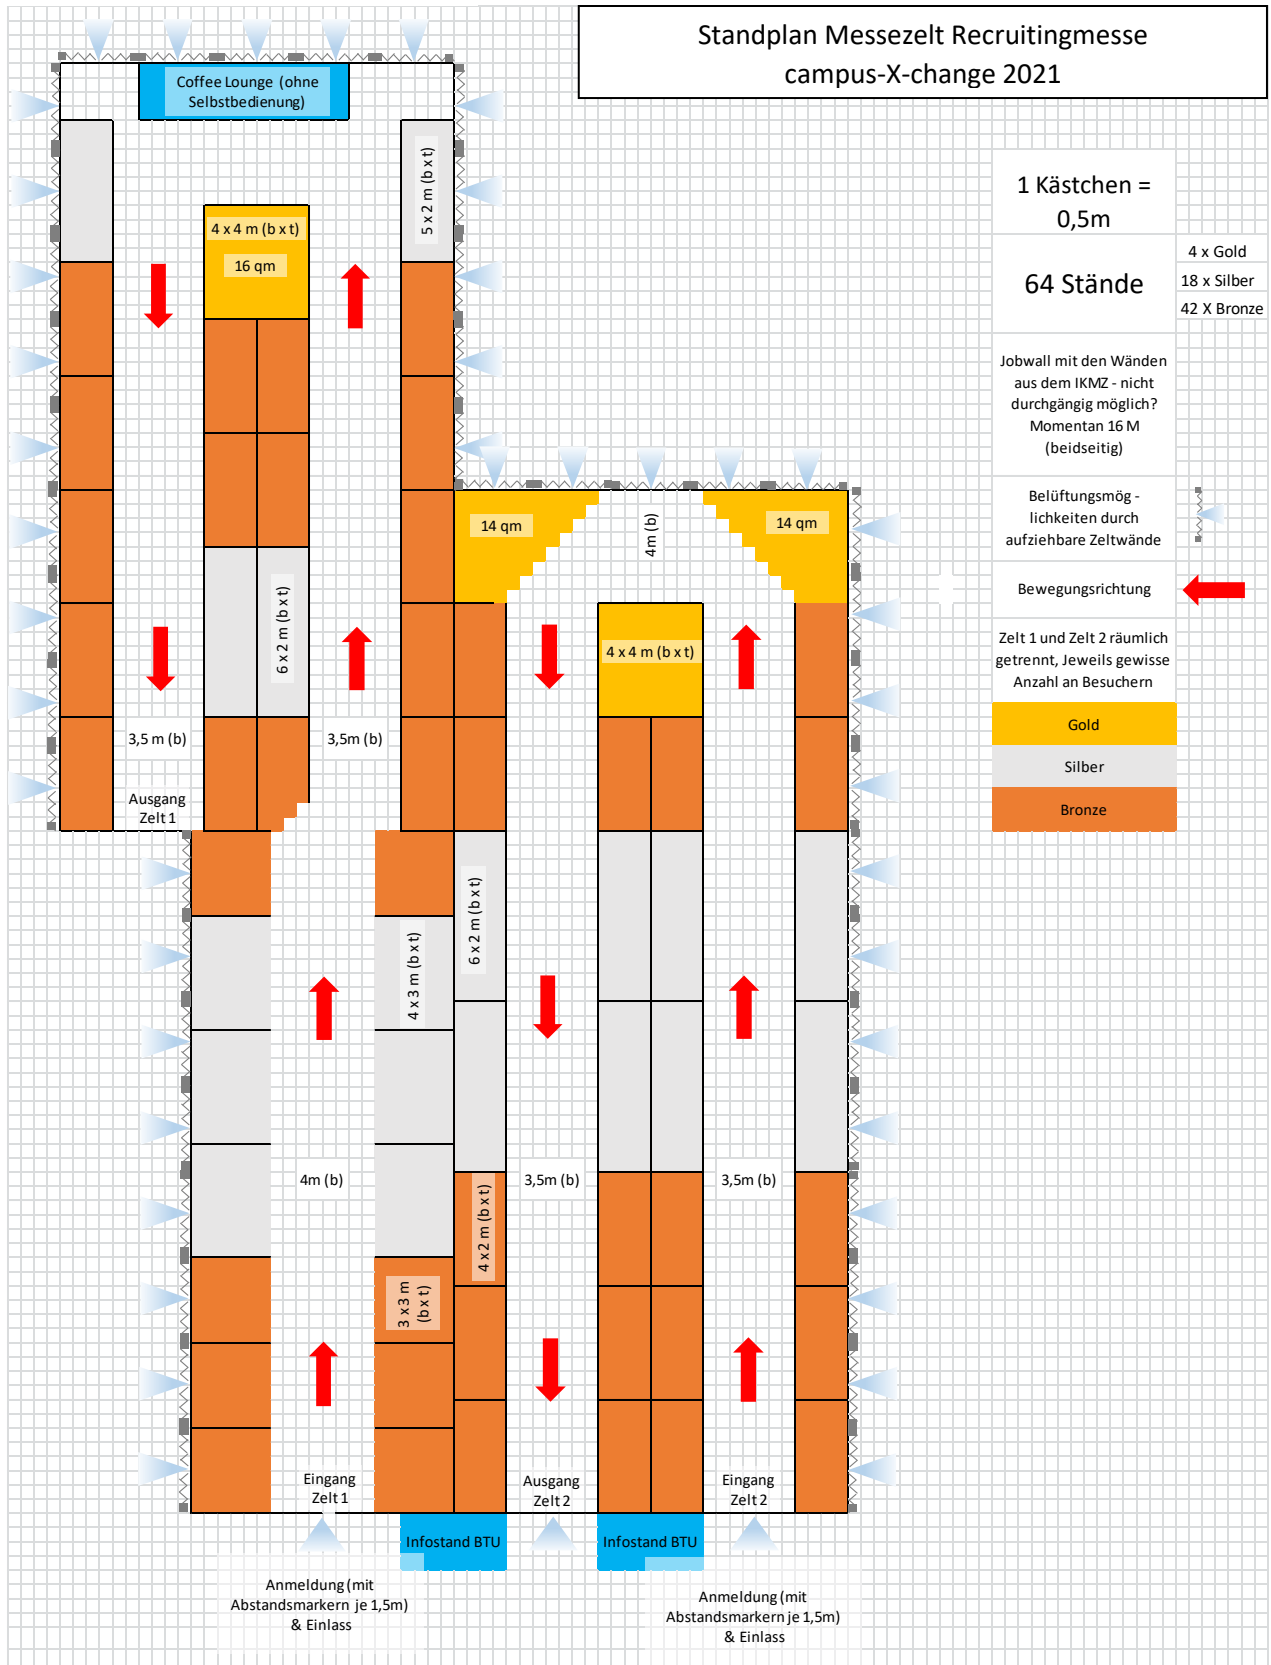 Standplan Messezelt Recruitingmesse
campus-X-change 2021
Coffee Lounge (ohne
Selbstbedienung)
5 x 2 m (b x t)
4 x 4 m (b x t)
16 qm
1 Kästchen =
0,5m
64 Stände
4 x Gold
18 x Silber
42 X Bronze
Jobwall mit den Wänden
aus dem IKMZ - nicht
durchgängig möglich?
Momentan 16 M
(beidseitig)
14 qm
4m (b)
14 qm
Belüftungsmög -
lichkeiten durch
aufziehbare Zeltwände
Bewegungsrichtung
6 x 2 m (b x t)
4 x 4 m (b x t)
Zelt 1 und Zelt 2 räumlich
getrennt, Jeweils gewisse
Anzahl an Besuchern
Gold
Silber
Bronze
3,5 m (b)
3,5m (b)
Ausgang
Zelt 1
6 x 2 m (b x t)
4 x 3 m (b x t)
4m (b)
3,5m (b)
3,5m (b)
4 x 2 m (b x t)
3 x 3 m
(b x t)
Eingang
Zelt 1
Ausgang
Zelt 2
Eingang
Zelt 2
Infostand BTU
Infostand BTU
Anmeldung (mit
Abstandsmarkern je 1,5m)
& Einlass
Anmeldung (mit
Abstandsmarkern je 1,5m)
& Einlass